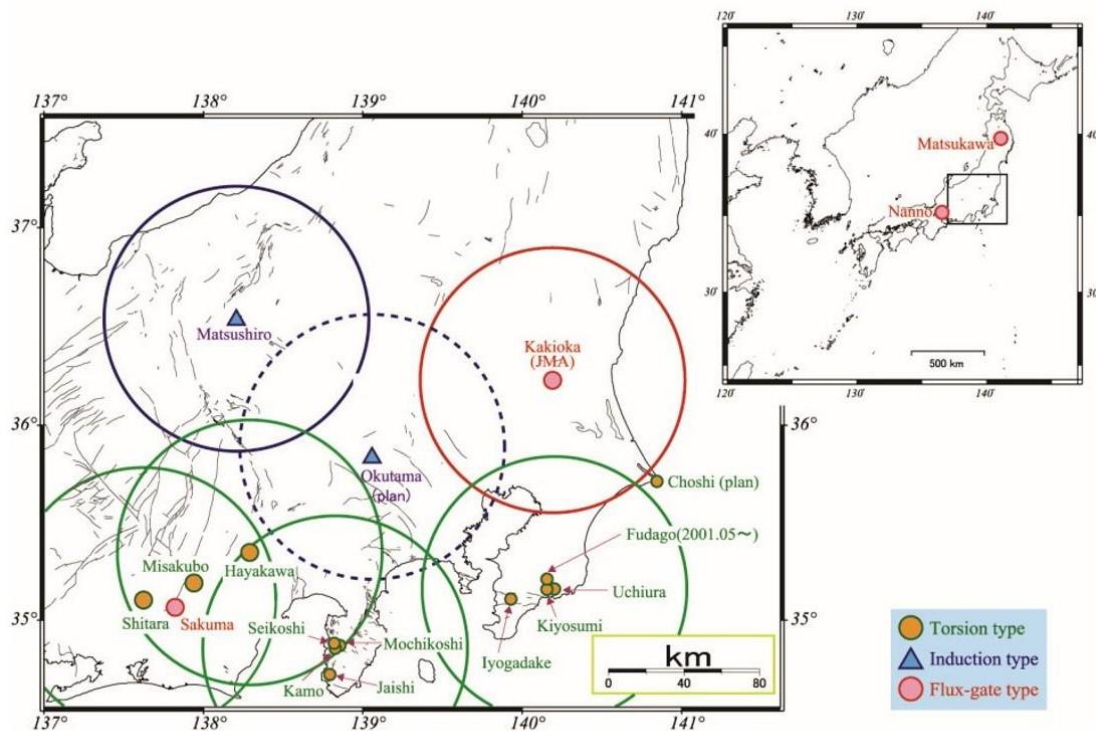 120°
130°
140°
40°
40°
Matsukawa
Nanno
30°
30°
500 km
120°
130°
140°
137°
138°
139°
140°
141°
37°
Matsushiro
Kakioka
(JMA)
36°
36°
Okutama
(plan)
Choshi (plan)
Fudago(2001.05～)
Misakubo
Hayakawa
Uchiura
Shitara
Sakuma
Kiyosumi
35°
35°
Seikoshi
Mochikoshi
Iyogadake
Kamo
Jaishi
km
0 40 60 80
137°
138°
139°
140°
141°
Torsion type
Induction type
Flux-gate type